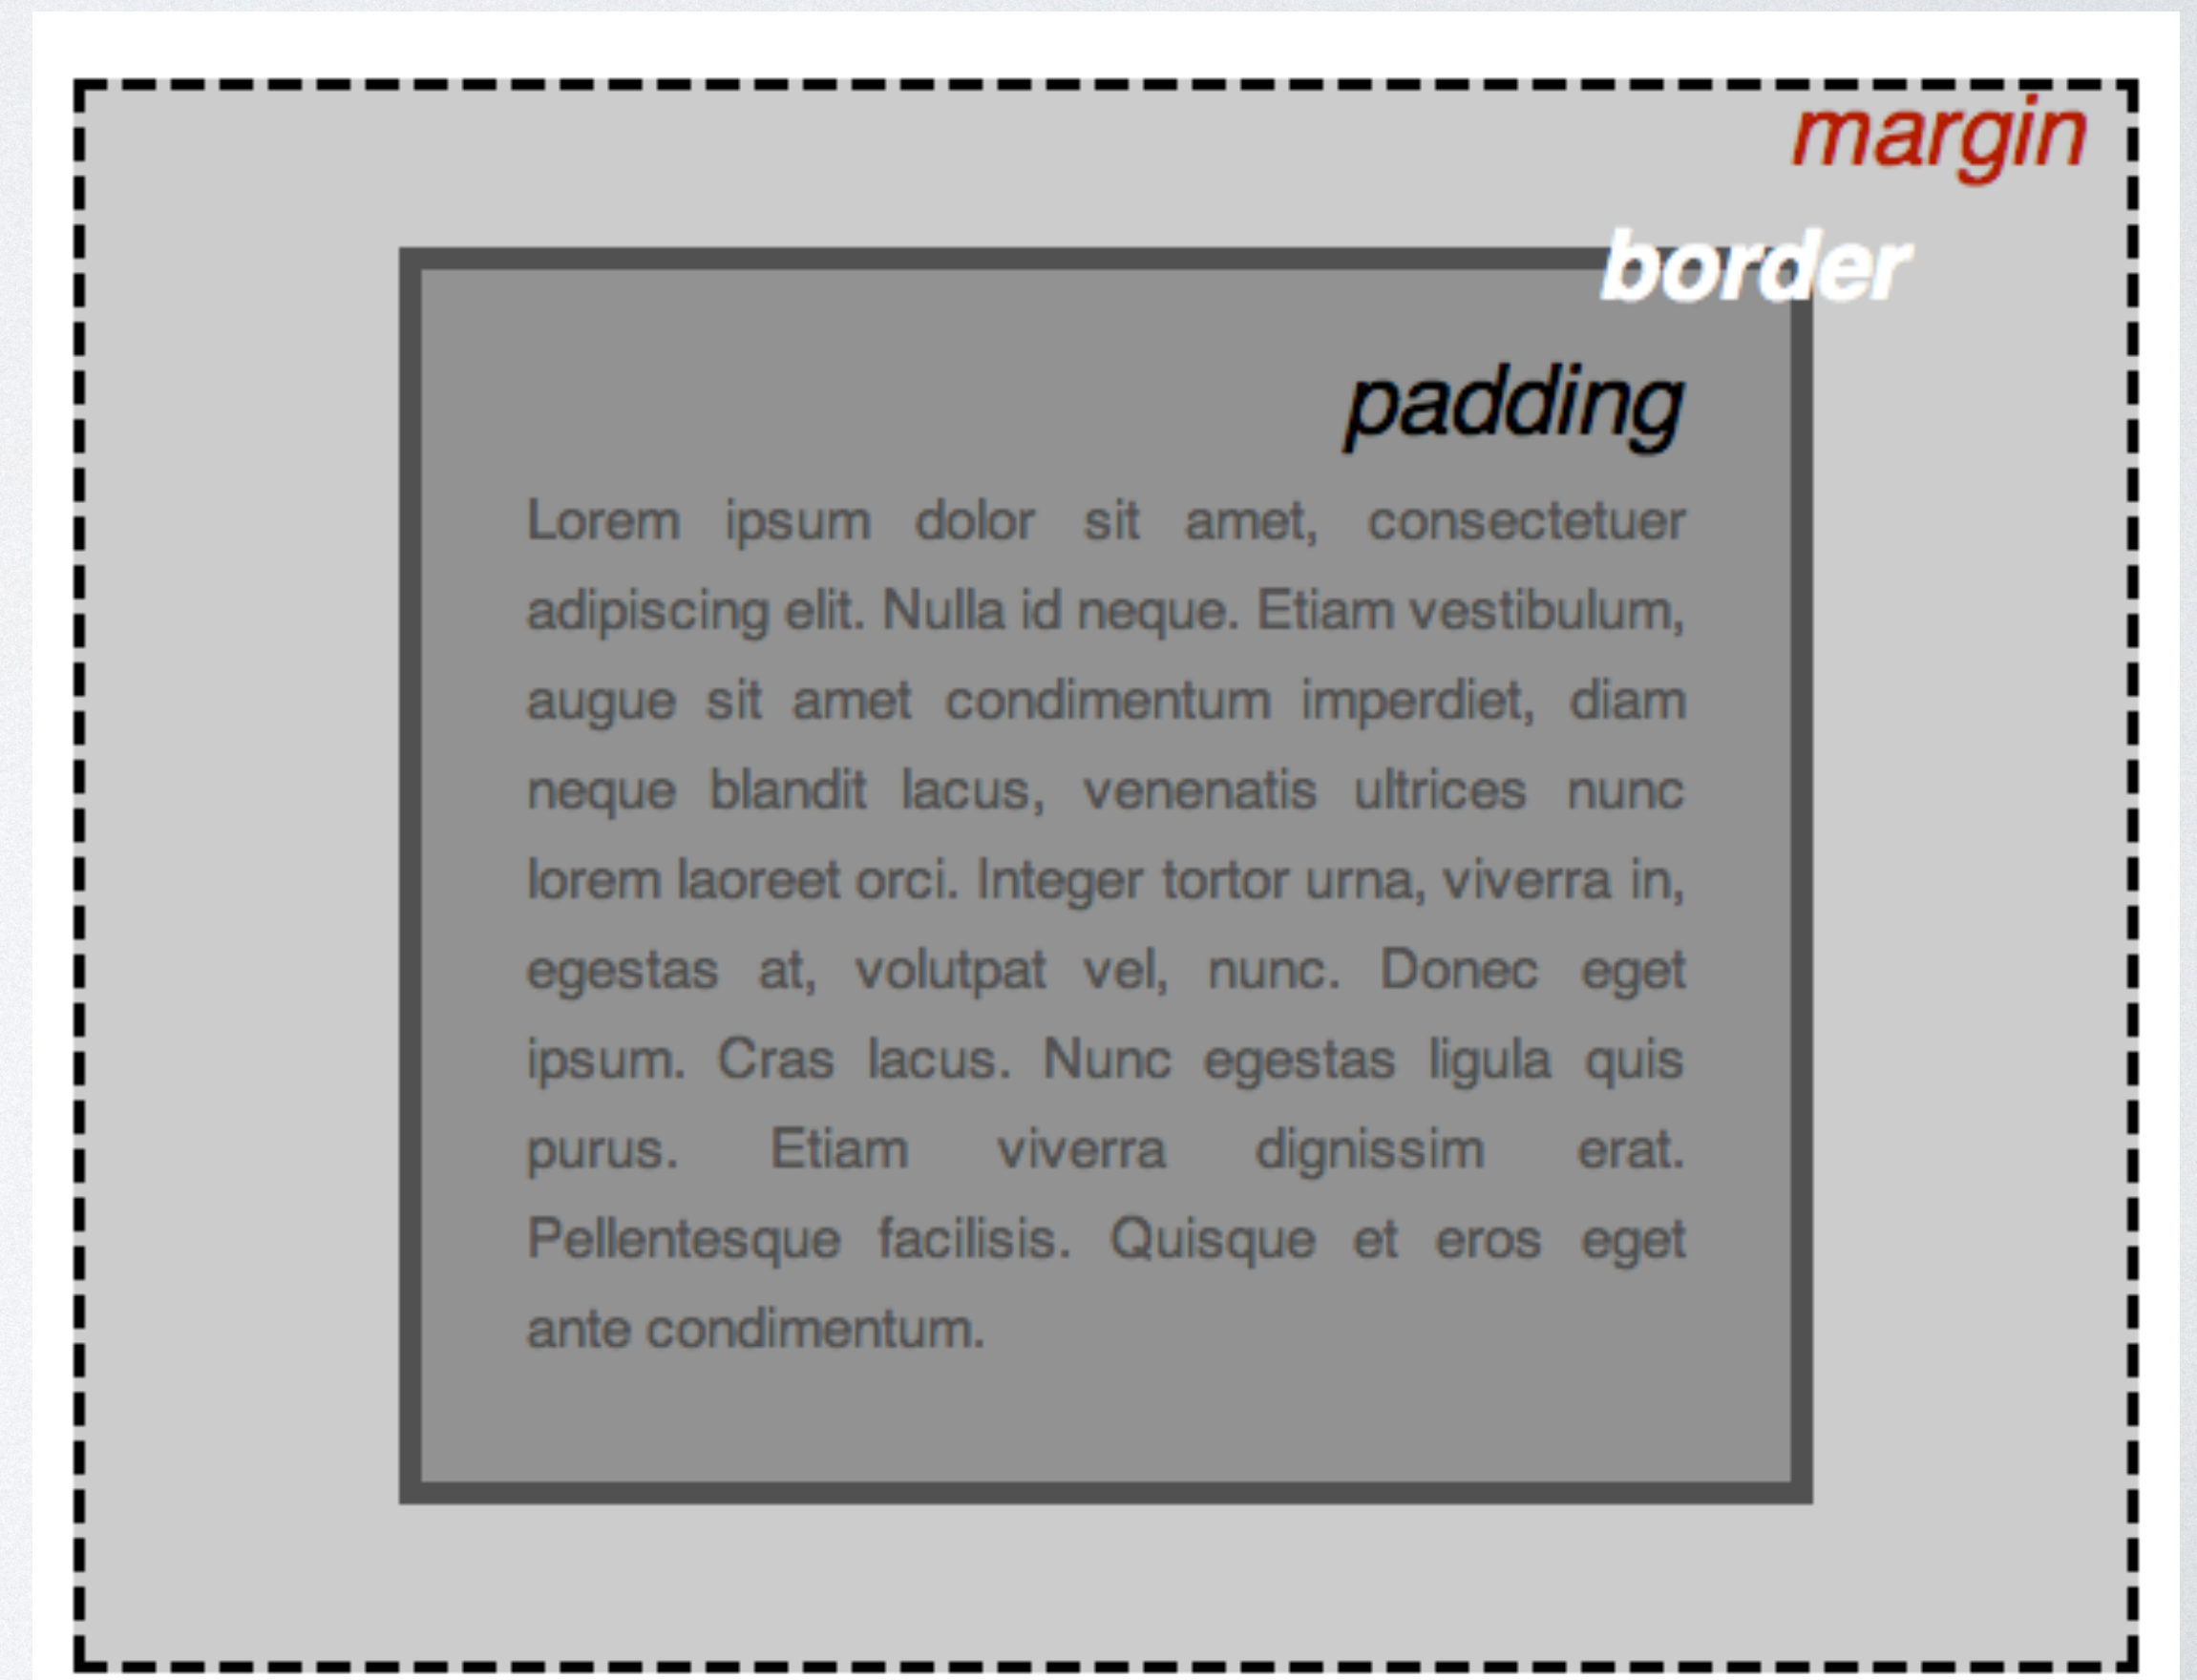 margin
border
padding
Lorem ipsum dolor sit amet, consectetuer
adipiscing elit. Nulla id neque. Etiam vestibulum,
augue sit amet condimentum imperdiet, diam
neque blandit lacus, venenatis ultrices nunc
lorem laoreet orci. Integer tortor urna, viverra in,
egestas at, volutpat vel, nunc. Donec eget
ipsum. Cras lacus. Nunc egestas ligula quis
purus. Etiam viverra dignissim erat.
Pellentesque facilisis. Quisque et eros eget
ante condimentum.